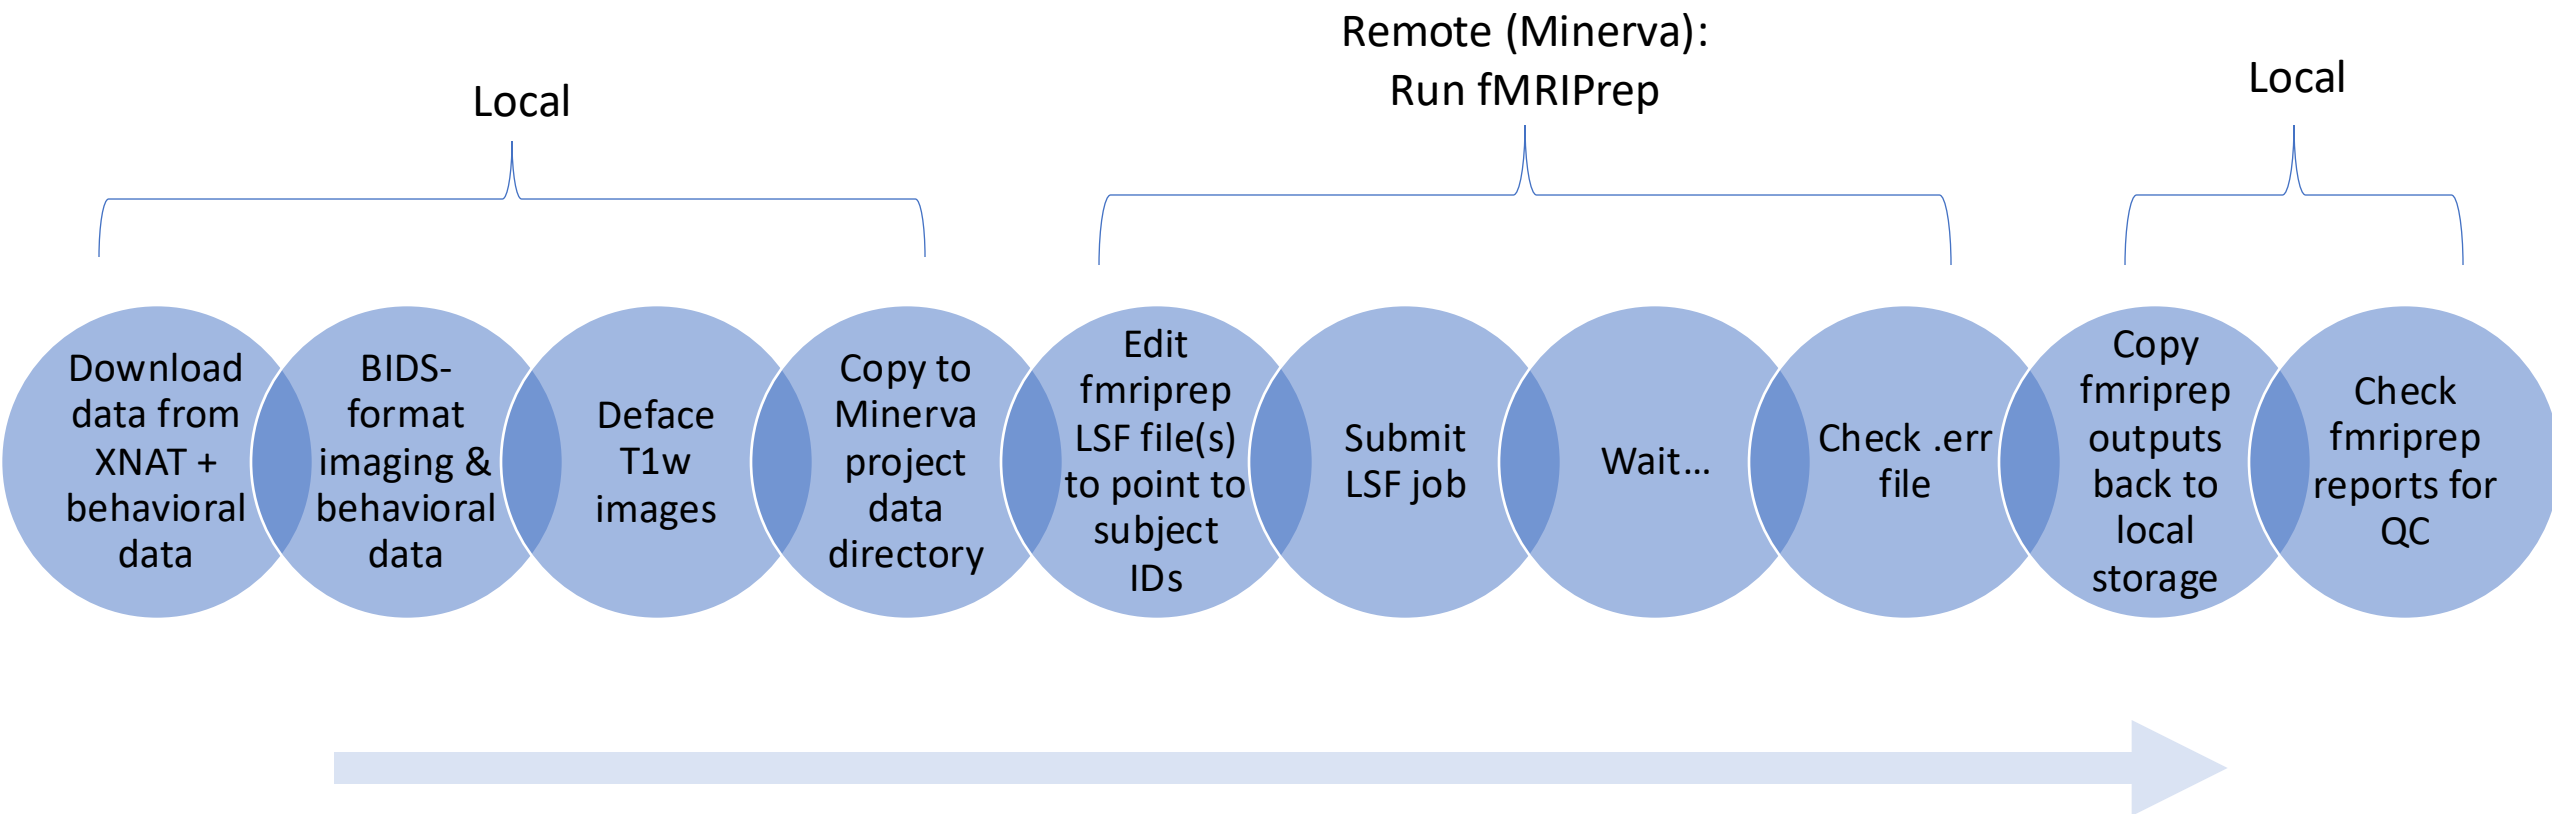 Local
Remote (Minerva):
Run fMRIPrep
Local
Download
data from
XNAT +
behavioral
data
BIDS-
format
imaging &
behavioral
data
Deface
T1w
images
Copy to
Minerva
project
data
directory
Edit
fmriprep
LSF file(s)
to point to
subject
IDs
Submit
LSF job
Wait...
Check .err
file
Copy
fmriprep
outputs
back to
local
storage
Check
fmriprep
reports for
QC